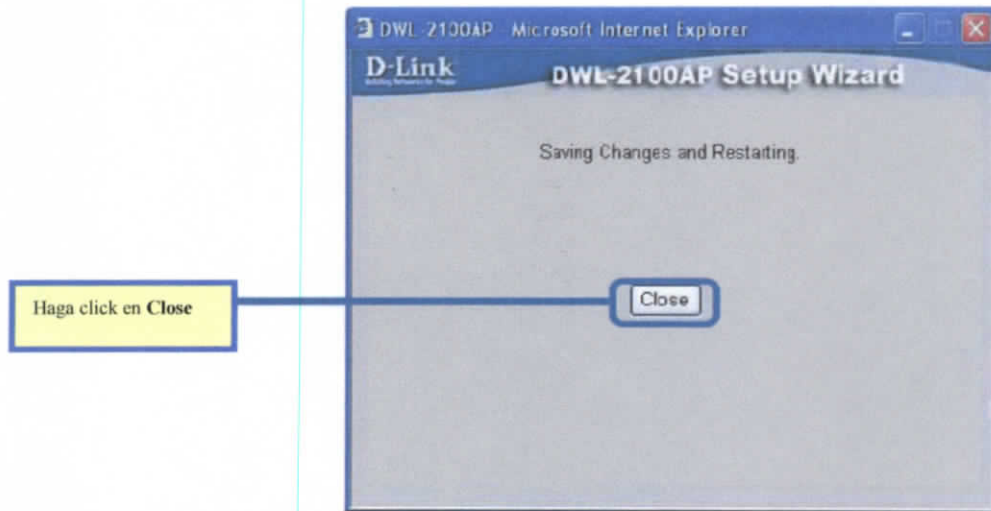 DWL-2100AP Microsoft Internet Explorer
D-Link
DWL-2100AP Setup Wizard
Saving Changes and Restarting.
Haga click en Close
Close